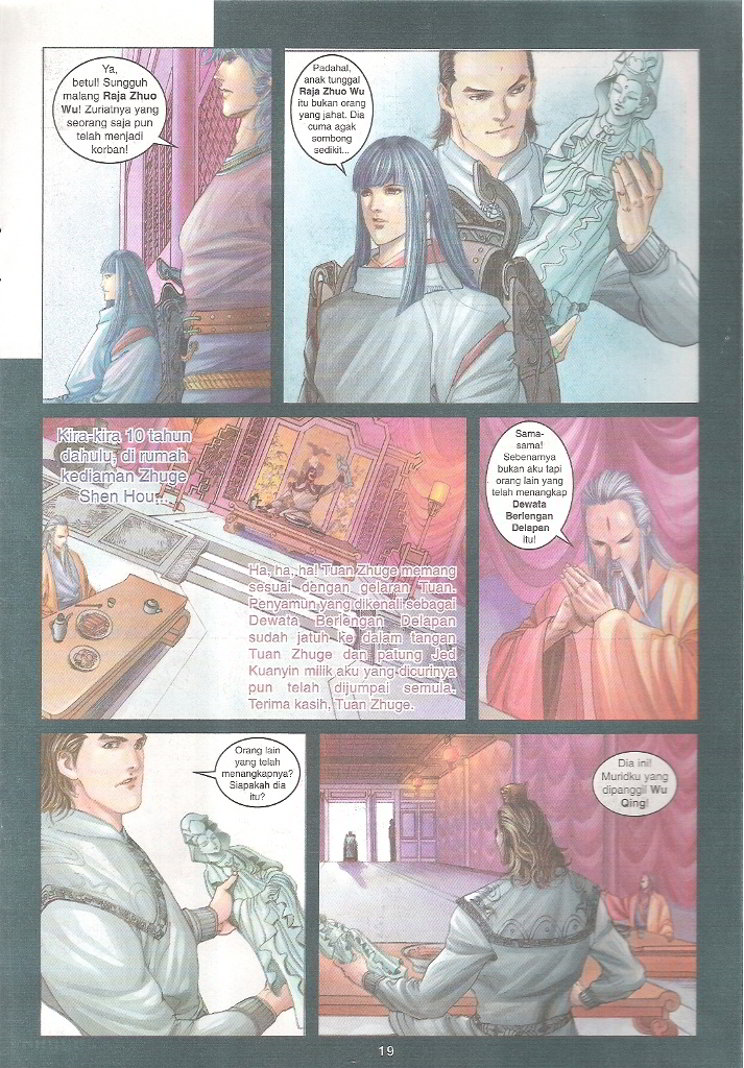 Ya,
betul! Sungguh
malang Raja Zhuo
Wu! Zuriatnya yang
seorang saja pun
telah menjadi
korban!
Padahal,
anak tunggal
Raja Zhuo Wu
itu bukan orang
yang jahat. Dia
cuma agak
sombong
sedikit...
Kira-kira 10 tahun
dahulu, di rumah
kediaman Zhuge
Shen Hou....
Ha, ha, ha! Tuan Zhuge memang
sesuai dengan gelaran Tuan.
Penyamun yang dikenali sebagai
Dewata Berlengan Delapan
sudah jatuh ke dalam tangan
Tuan Zhuge dan patung Jed
Kuanyin milik aku yang dicurinya
pun telah dijumpai semula.
Terima kasih, Tuan Zhuge.
Sama-
sama!
Sebenarnya
bukan aku tapi
orang lain yang
telah menangkap
Dewata
Berlengan
Delapan
itu!
Orang lain
yang telah
menangkapnya?
Siapakah dia
itu?
Dia ini!
Muridku yang
dipanggil Wu
Qing!
19